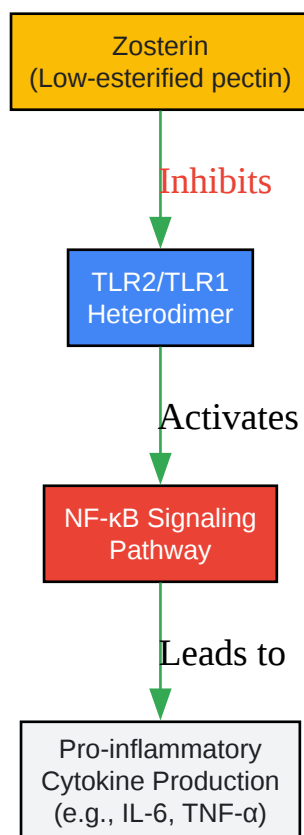 Zosterin
(Low-esterified pectin)
Inhibits
TLR2/TLR1
Heterodimer
Activates
NF-κB Signaling
Pathway
Leads to
Pro-inflammatory
Cytokine Production
(e.g., IL-6, TNF-α)